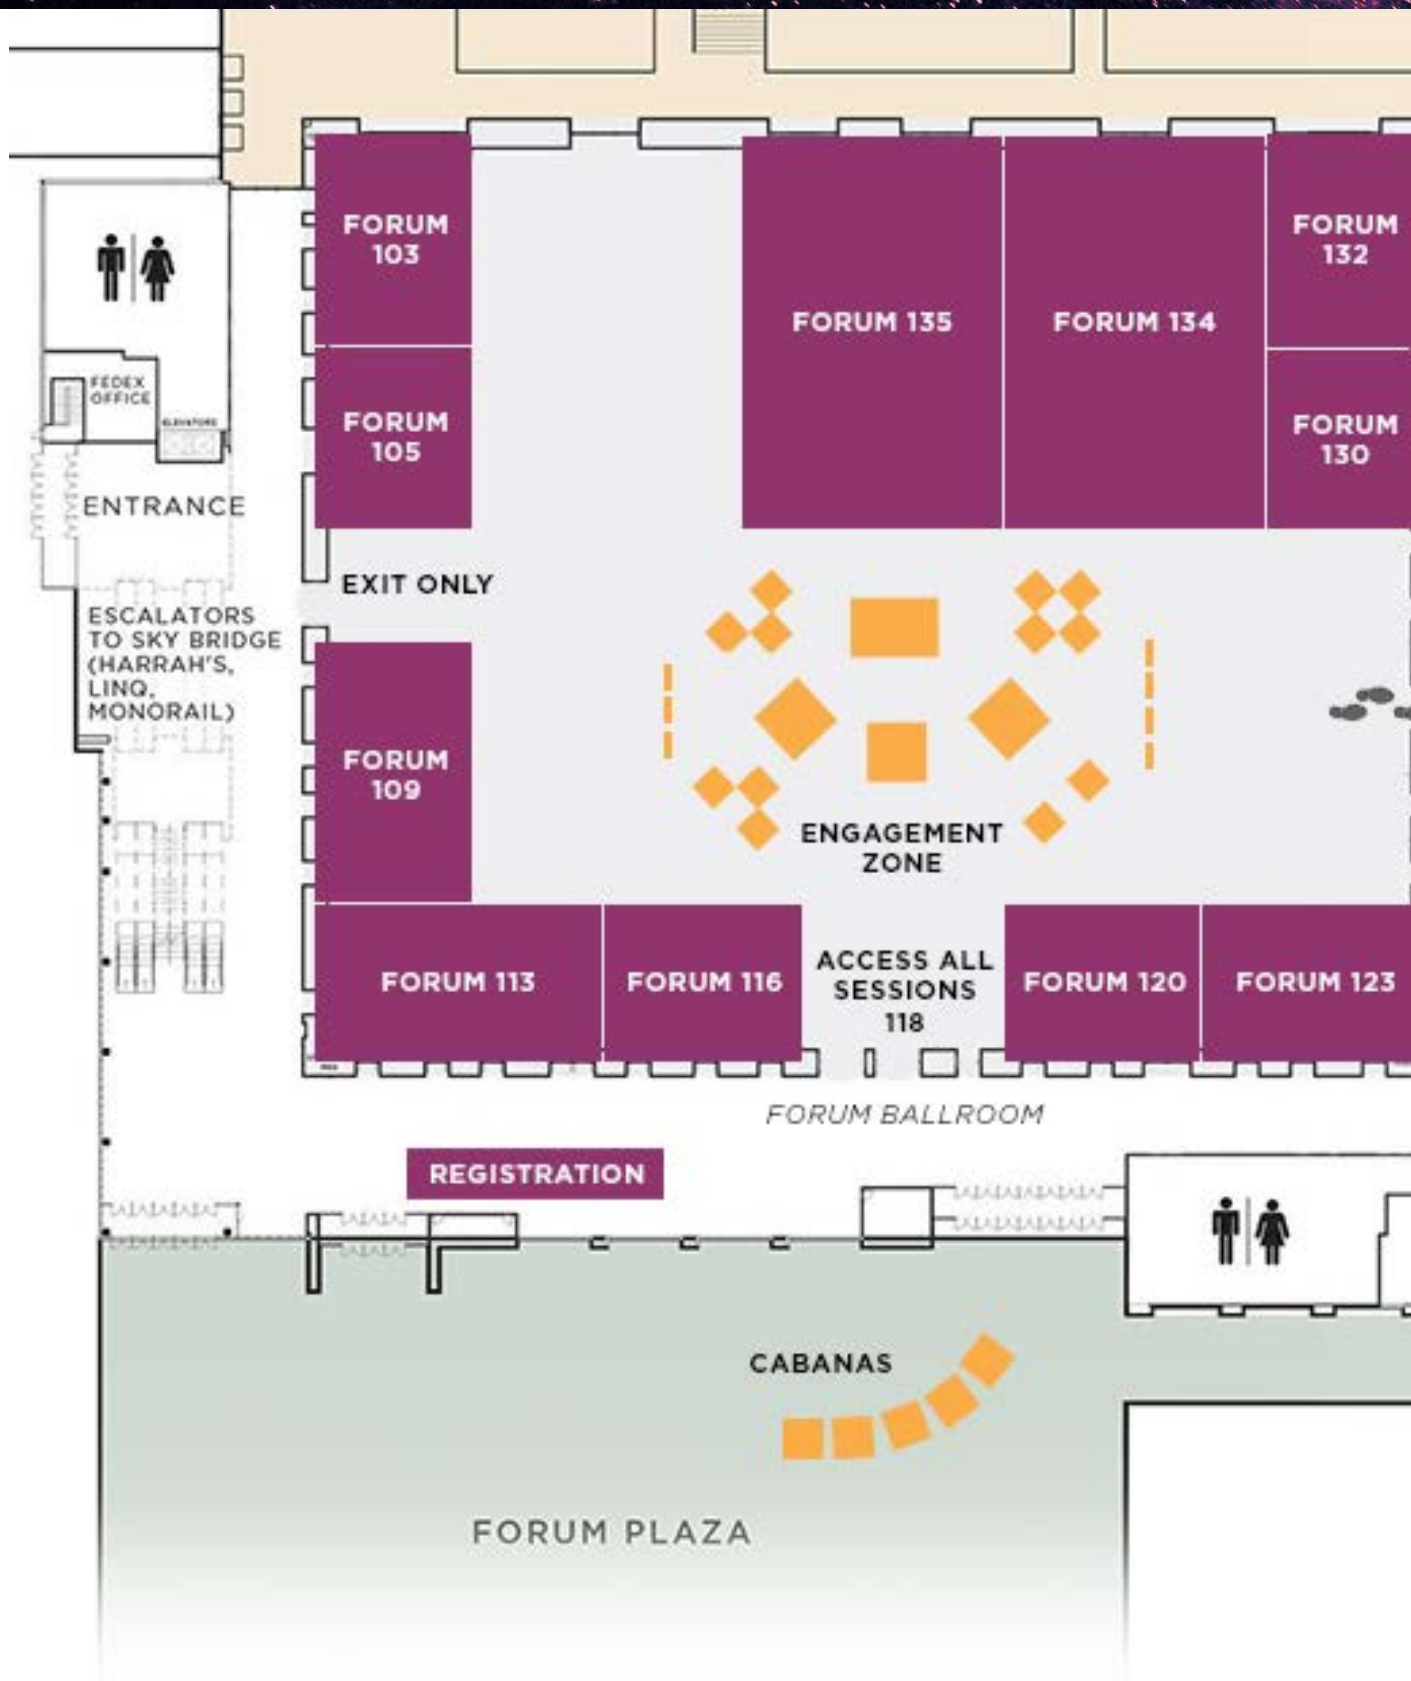 FORUM
103
FORUM 135
FORUM 134
FORUM
132
FEDEX
OFFICE
ELEVATORS
FORUM
105
FORUM
130
ENTRANCE
EXIT ONLY
ESCALATORS
TO SKY BRIDGE
(HARRAH'S,
LINQ,
MONORAIL)
FORUM
109
ENGAGEMENT
ZONE
FORUM 113
FORUM 116
ACCESS ALL
SESSIONS
118
FORUM 120
FORUM 123
FORUM BALLROOM
REGISTRATION
CABANAS
FORUM PLAZA